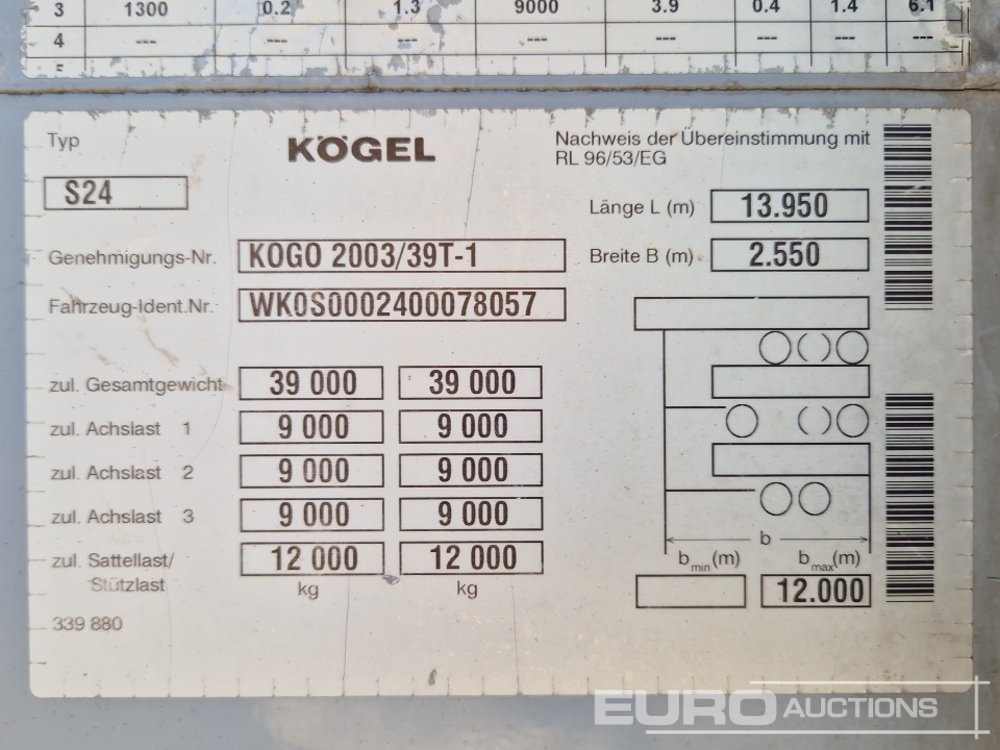 3 1300 0.2 1.3 9000 3.9 0.4 1.4 6.1
4 --- --- --- --- --- --- --- ---
5
Typ
KÖGEL
Nachweis der Übereinstimmung mit
RL 96/53/EG
S24
Länge L (m) 13.950
Genehmigungs-Nr. KOGO 2003/39T-1
Breite B (m) 2.550
Fahrzeug-Ident.Nr. WK0S0002400078057
zul. Gesamtgewicht 39 000 39 000
zul. Achslast 1 9 000 9 000
zul. Achslast 2 9 000 9 000
zul. Achslast 3 9 000 9 000
zul. Sattellast/ 12 000 12 000
Stützlast kg kg
b
bmin (m) bmax(m)
12.000
339 880
EURO AUCTIONS